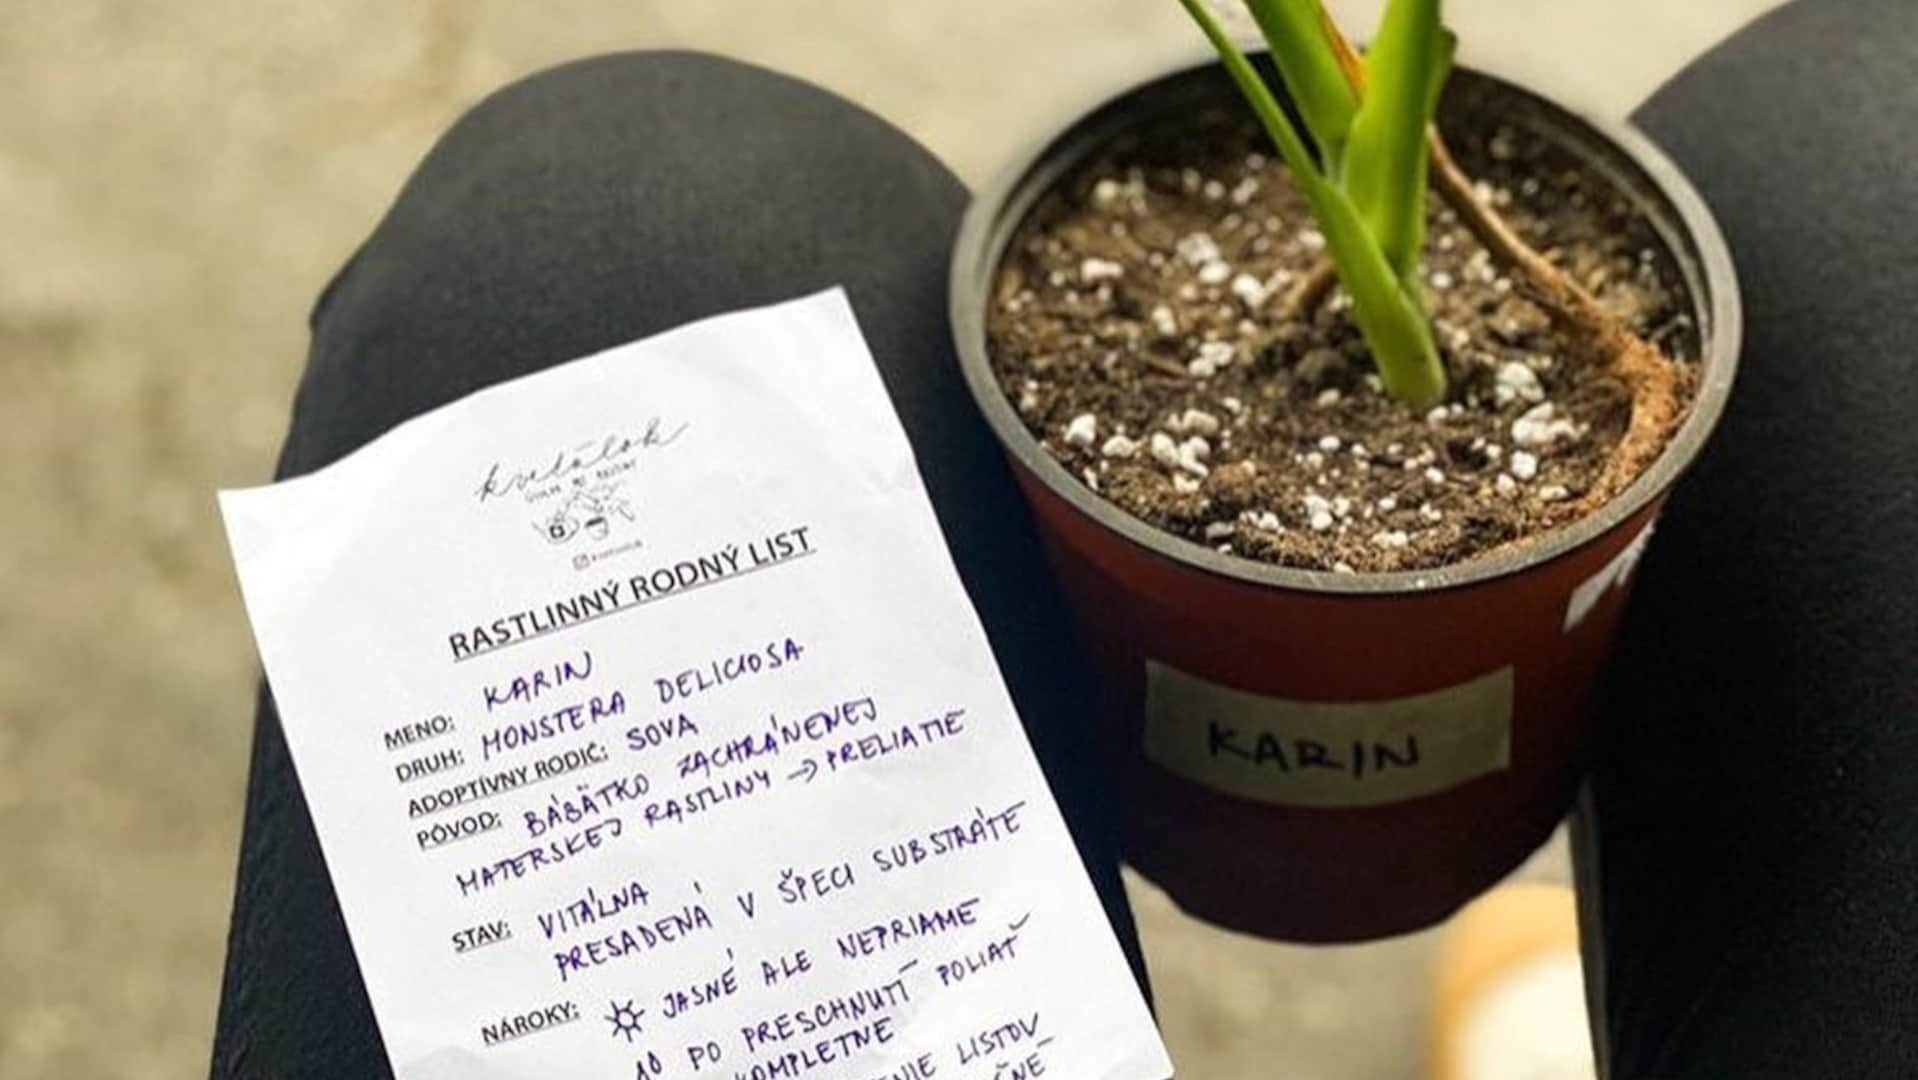 kvetólok
RASTLINNÝ RODNÝ LIST
MENO: KARIN
DRUH: MONSTERA DELICIOSA
ADOPTÍVNY RODIČ: SOVA
PÔVOD: BÁBÄTKO ZACHRÁNENEJ
MATERSKEJ RASTLINY → PRELIATIE
STAV: VITÁLNA
PRESADENÁ V ŠPECI SUBSTRÁTE
NÁROKY: JASNÉ ALE NEPRIAME
PO PRESCHNUTÍ POLIAŤ
KOMPLETNE
LISTOV
KARIN